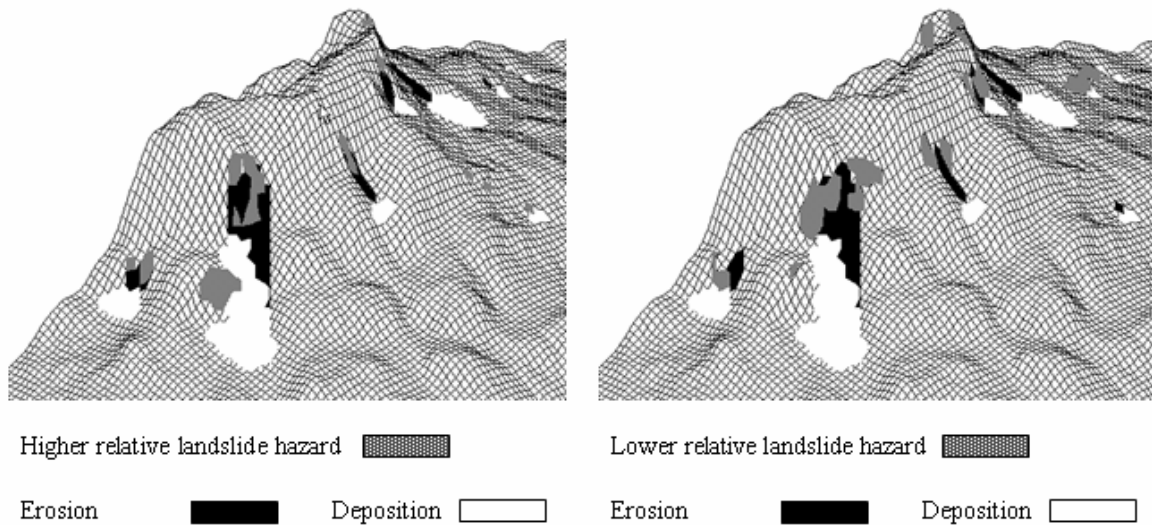 Higher relative landslide hazard
Lower relative landslide hazard
Erosion
Deposition
Erosion
Deposition